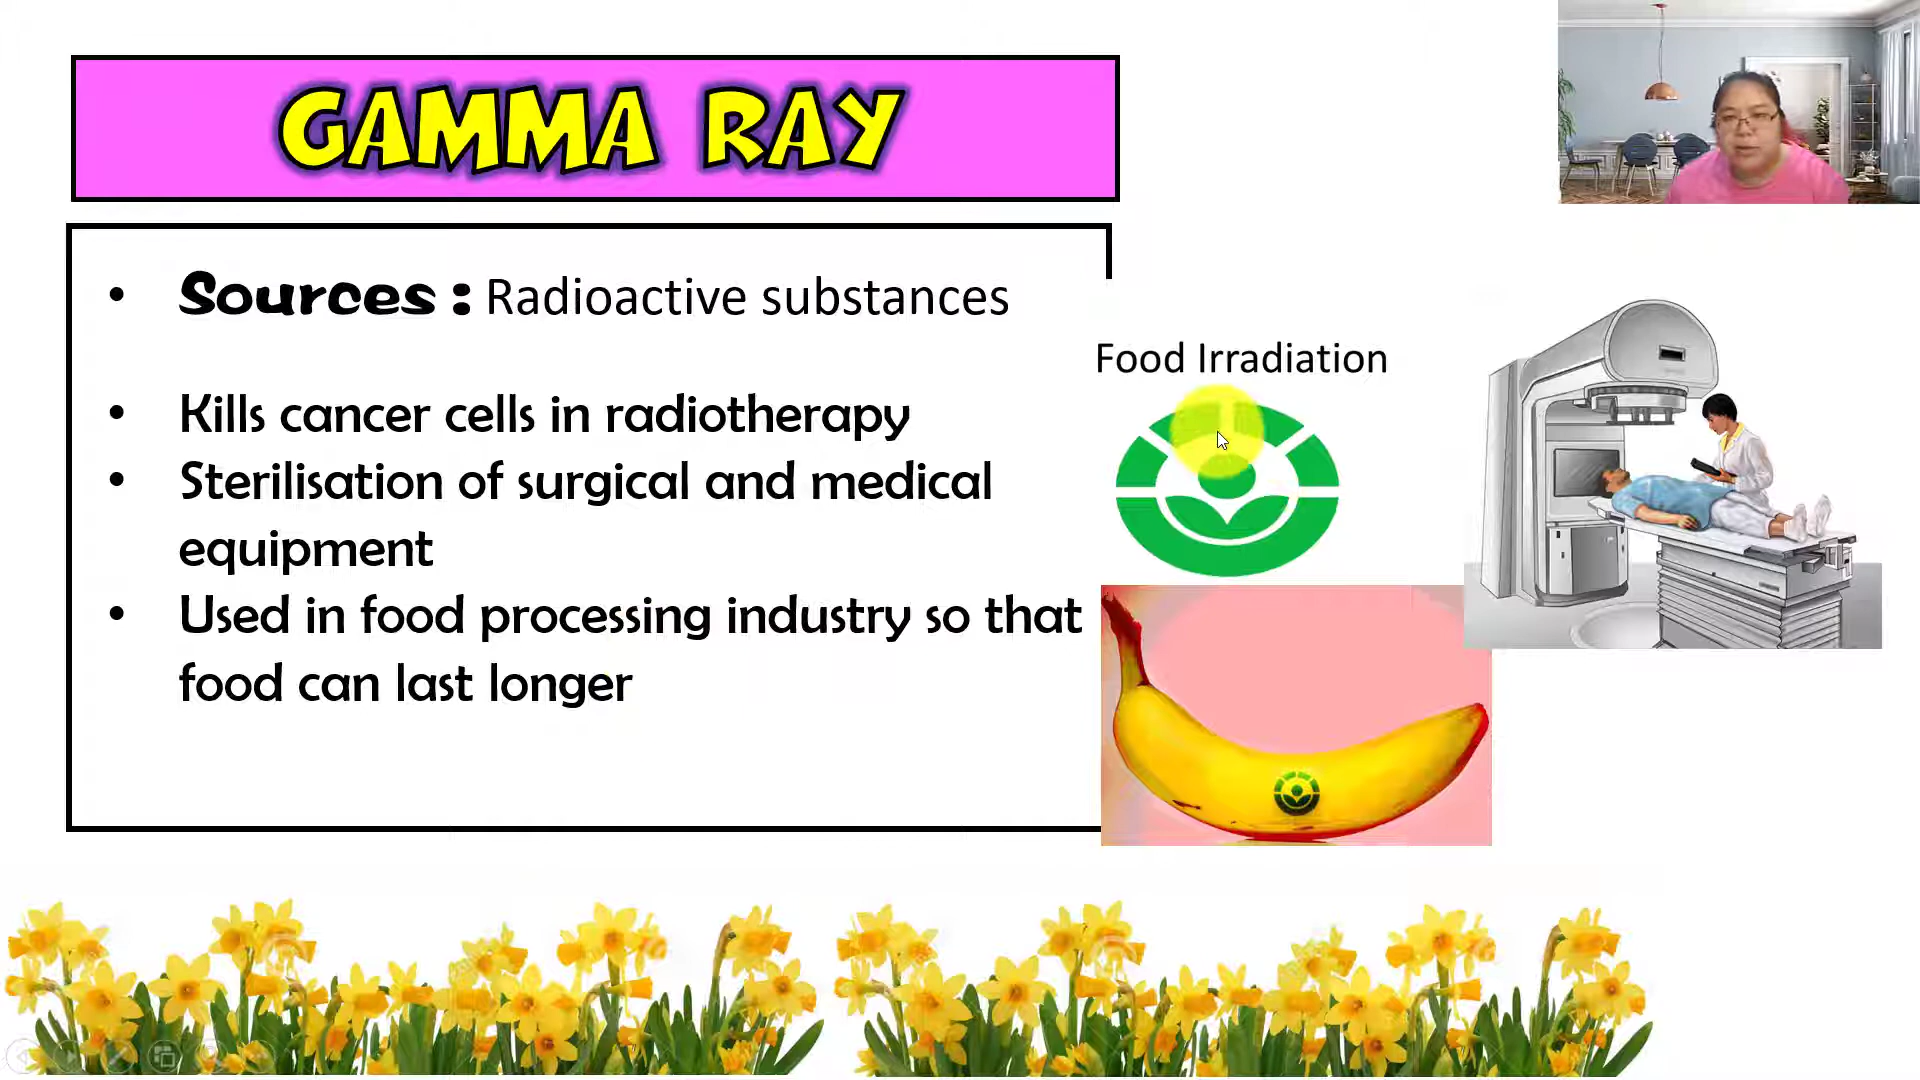 GAMMA RAY
• Sources : Radioactive substances
• Kills cancer cells in radiotherapy
• Sterilisation of surgical and medical
equipment
• Used in food processing industry so that
food can last longer
Food Irradiation